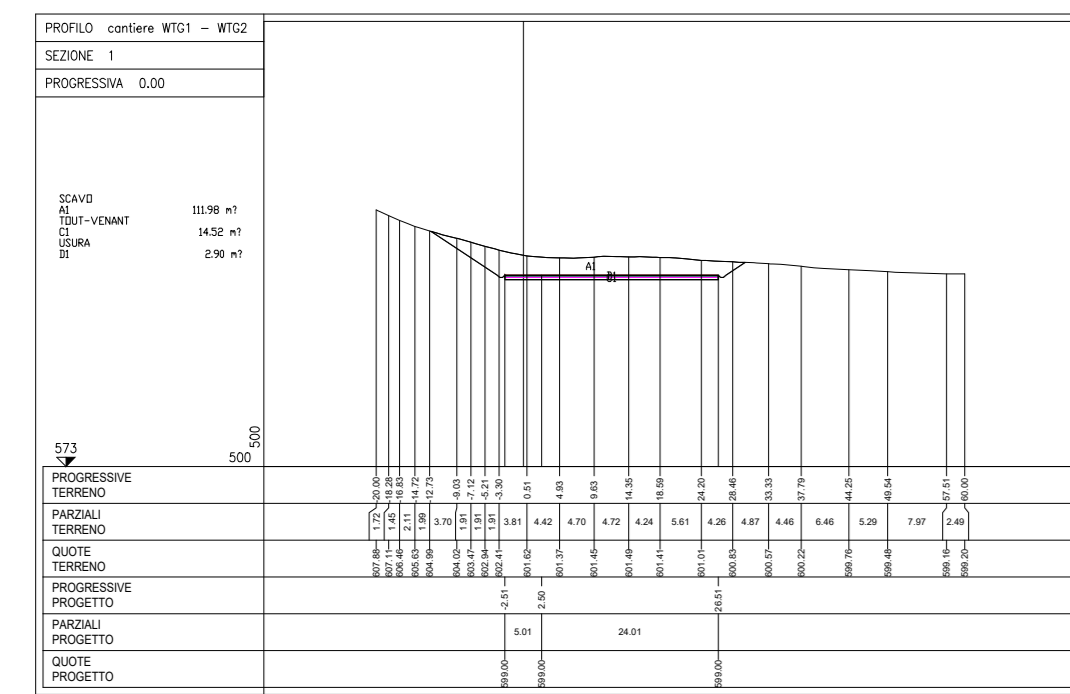 PROFILO cantiere WTG1 – WTG2
SEZIONE 1
PROGRESSIVA 0.00
SCAVO
A1 111.98 m?
TOUT-VENANT
C1 14.52 m?
USURA
D1 2.90 m?
A1
573
500
500
PROGRESSIVE TERRENO
-20.00 -18.28 -16.83 -14.72 -12.73 -9.03 -7.12 -5.21 -3.30 0.51 4.93 9.63 14.35 18.59 24.20 28.46 33.33 37.79 44.25 49.54 57.51 60.00
PARZIALI TERRENO
1.72 1.45 2.11 1.99 3.70 1.91 1.91 1.91 3.81 4.42 4.70 4.72 4.24 5.61 4.26 4.87 4.46 6.46 5.29 7.97 2.49
QUOTE TERRENO
607.88 607.11 606.46 605.63 604.99 604.02 603.47 602.94 602.41 601.62 601.37 601.45 601.49 601.41 601.01 600.83 600.57 600.22 599.76 599.48 599.16 599.20
PROGRESSIVE PROGETTO
-2.51 2.50 26.51
PARZIALI PROGETTO
5.01 24.01
QUOTE PROGETTO
599.00 599.00 599.00